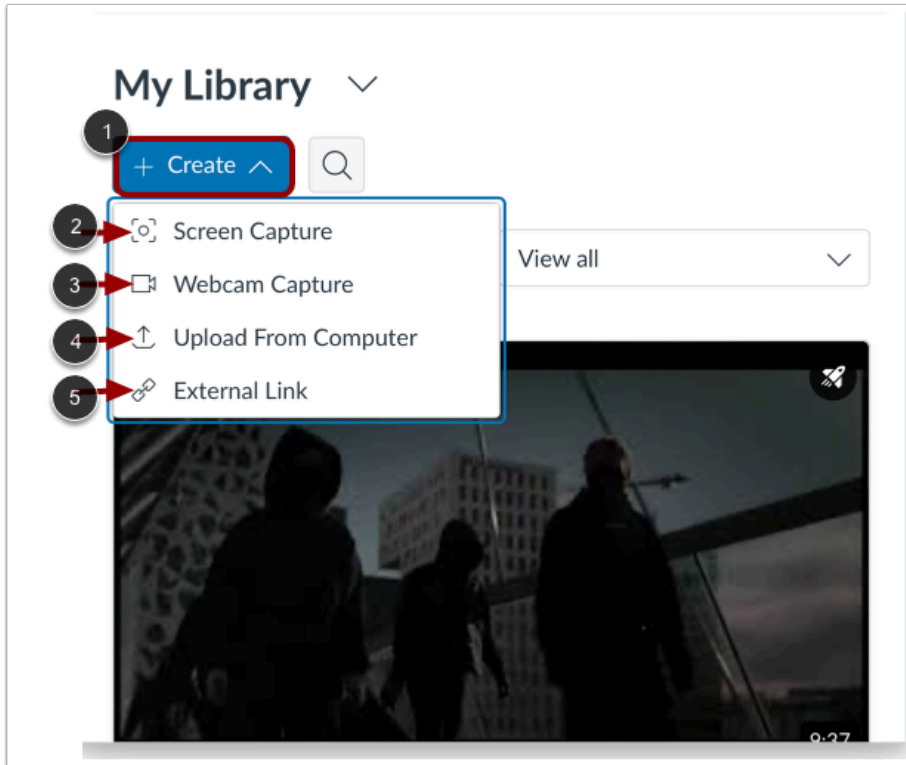 My Library
1
+ Create
2 Screen Capture
View all
3 Webcam Capture
4 Upload From Computer
5 External Link
9:37